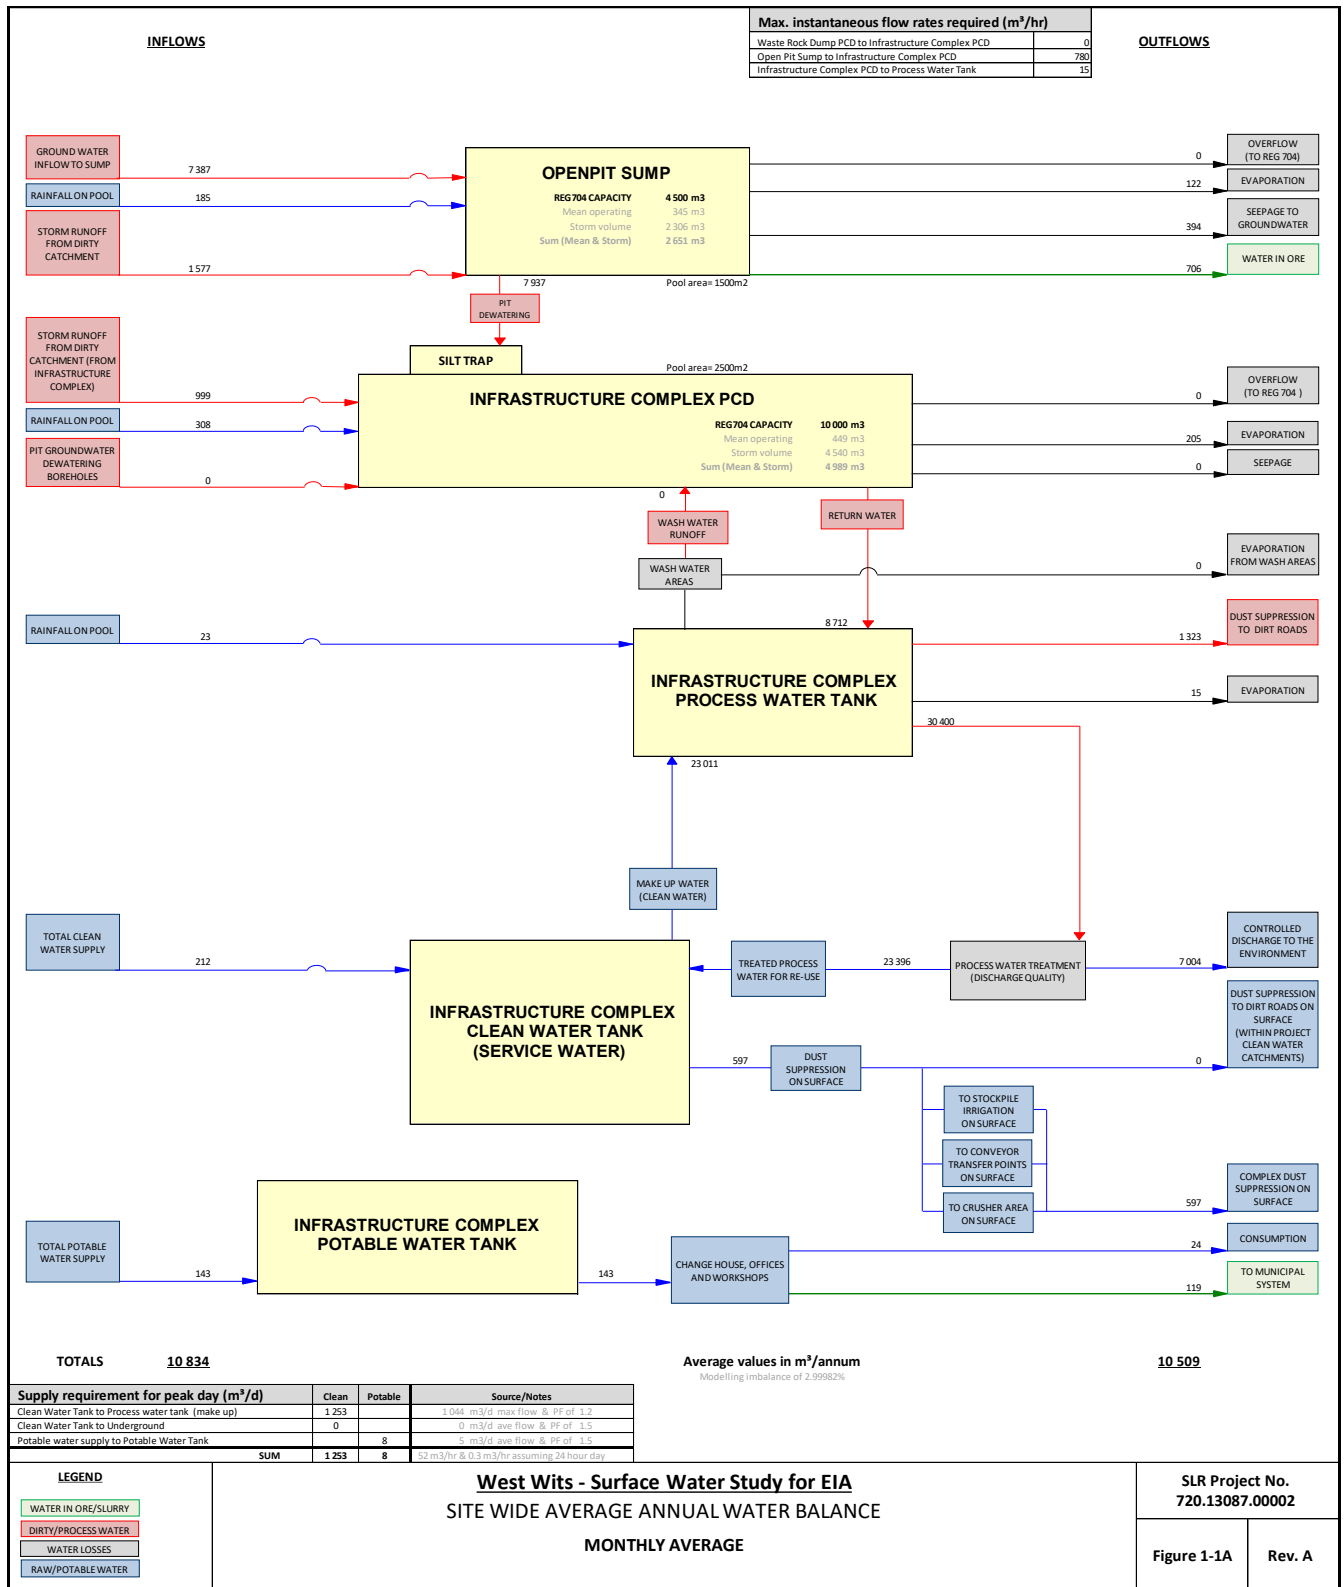 INFLOWS
Max. instantaneous flow rates required (m³/hr)
Waste Rock Dump PCD to Infrastructure Complex PCD 0
Open Pit Sump to Infrastructure Complex PCD 780
Infrastructure Complex PCD to Process Water Tank 15
OUTFLOWS
GROUND WATER
INFLOW TO SUMP
7 387
RAINFALL ON POOL
185
STORM RUNOFF
FROM DIRTY
CATCHMENT
1 577
OPENPIT SUMP
REG704 CAPACITY 4 500 m3
Mean operating 345 m3
Storm volume 2 306 m3
Sum (Mean & Storm) 2 651 m3
7 937
Pool area= 1500m2
0
OVERFLOW
(TO REG 704)
122
EVAPORATION
394
SEEPAGE TO
GROUNDWATER
706
WATER IN ORE
PIT
DEWATERING
STORM RUNOFF
FROM DIRTY
CATCHMENT (FROM
INFRASTRUCTURE
COMPLEX)
999
RAINFALL ON POOL
308
PIT GROUNDWATER
DEWATERING
BOREHOLES
0
SILT TRAP
Pool area= 2500m2
INFRASTRUCTURE COMPLEX PCD
REG704 CAPACITY 10 000 m3
Mean operating 449 m3
Storm volume 4 540 m3
Sum (Mean & Storm) 4 989 m3
0
OVERFLOW
(TO REG 704 )
205
EVAPORATION
0
SEEPAGE
0
WASH WATER
RUNOFF
RETURN WATER
WASH WATER
AREAS
0
EVAPORATION
FROM WASH AREAS
RAINFALL ON POOL
23
8 712
INFRASTRUCTURE COMPLEX
PROCESS WATER TANK
1 323
DUST SUPPRESSION
TO DIRT ROADS
15
EVAPORATION
30 400
23 011
MAKE UP WATER
(CLEAN WATER)
TOTAL CLEAN
WATER SUPPLY
212
INFRASTRUCTURE COMPLEX
CLEAN WATER TANK
(SERVICE WATER)
TREATED PROCESS
WATER FOR RE-USE
23 396
PROCESS WATER TREATMENT
(DISCHARGE QUALITY)
7 004
CONTROLLED
DISCHARGE TO THE
ENVIRONMENT
597
DUST
SUPPRESSION
ON SURFACE
0
DUST SUPPRESSION
TO DIRT ROADS ON
SURFACE
(WITHIN PROJECT
CLEAN WATER
CATCHMENTS)
TO STOCKPILE
IRRIGATION
ON SURFACE
TO CONVEYOR
TRANSFER POINTS
ON SURFACE
TO CRUSHER AREA
ON SURFACE
597
COMPLEX DUST
SUPPRESSION ON
SURFACE
TOTAL POTABLE
WATER SUPPLY
143
INFRASTRUCTURE COMPLEX
POTABLE WATER TANK
143
CHANGE HOUSE, OFFICES
AND WORKSHOPS
24
CONSUMPTION
119
TO MUNICIPAL
SYSTEM
TOTALS 10 834
Average values in m³/annum
Modelling imbalance of 2.99982%
10 509
Supply requirement for peak day (m³/d) Clean Potable Source/Notes
Clean Water Tank to Process water tank (make up) 1 253 1 044 m3/d max flow & PF of 1.2
Clean Water Tank to Underground 0 0 m3/d ave flow & PF of 1.5
Potable water supply to Potable Water Tank 8 5 m3/d ave flow & PF of 1.5
SUM 1 253 8 52 m3/hr & 0.3 m3/hr assuming 24 hour day
LEGEND
WATER IN ORE/SLURRY
DIRTY/PROCESS WATER
WATER LOSSES
RAW/POTABLE WATER
West Wits - Surface Water Study for EIA
SITE WIDE AVERAGE ANNUAL WATER BALANCE
MONTHLY AVERAGE
SLR Project No.
720.13087.00002
Figure 1-1A
Rev. A